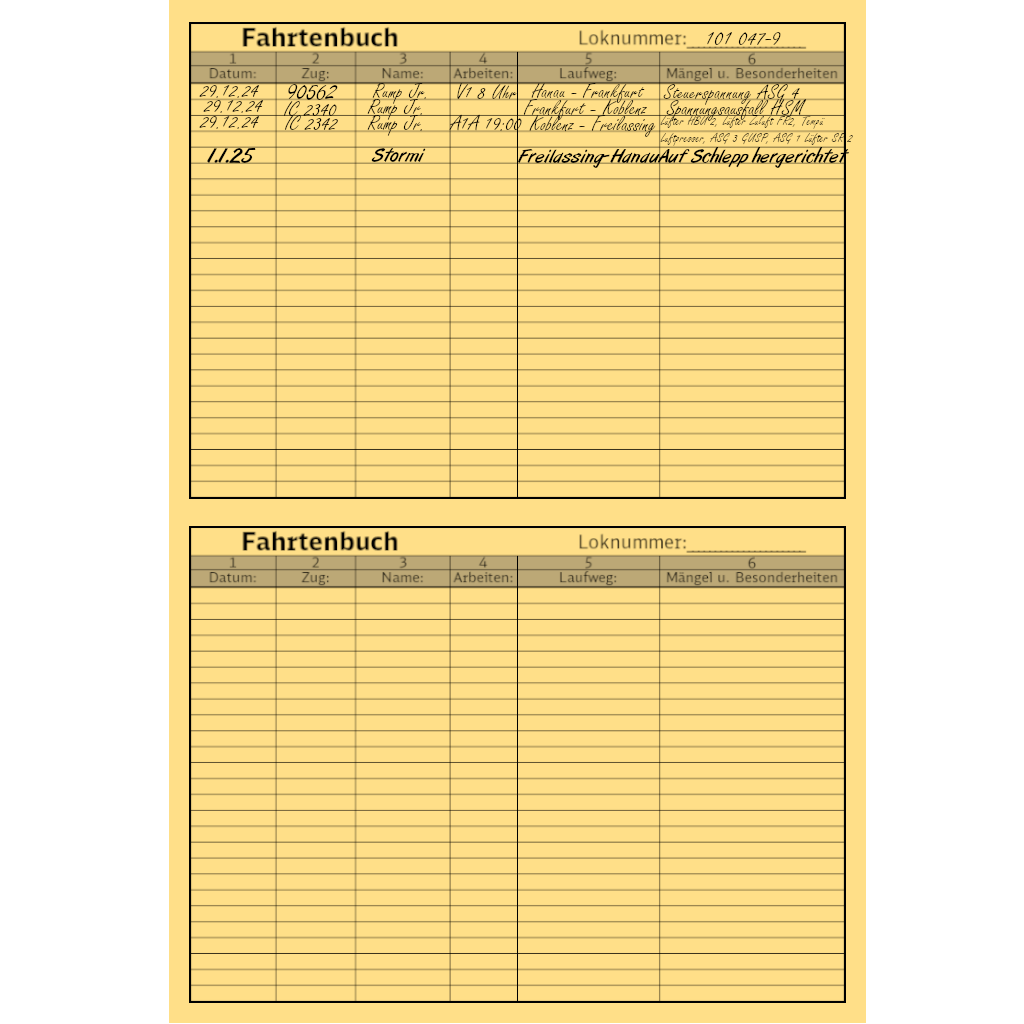 Fahrtenbuch Loknummer: 101 047-9
1 2 3 4 5 6
Datum: Zug: Name: Arbeiten: Laufweg: Mängel u. Besonderheiten
29.12.24 90562 Rump Jr. V1 8 Uhr Hanau - Frankfurt Steuerspannung ASG 4
29.12.24 IC 2340 Rump Jr. Frankfurt - Koblenz Spannungsausfall HSM
29.12.24 IC 2342 Rump Jr. A1A 19:00 Koblenz - Freilassing Lüfter HBU 2, Lüfter FR2, Temp
Luftpresser, ASG 3 GUSP, ASG 1 Lüfter SR 2
1.1.25 Stormi Freilassing-Hanau Auf Schlepp hergerichtet
Fahrtenbuch Loknummer:
1 2 3 4 5 6
Datum: Zug: Name: Arbeiten: Laufweg: Mängel u. Besonderheiten